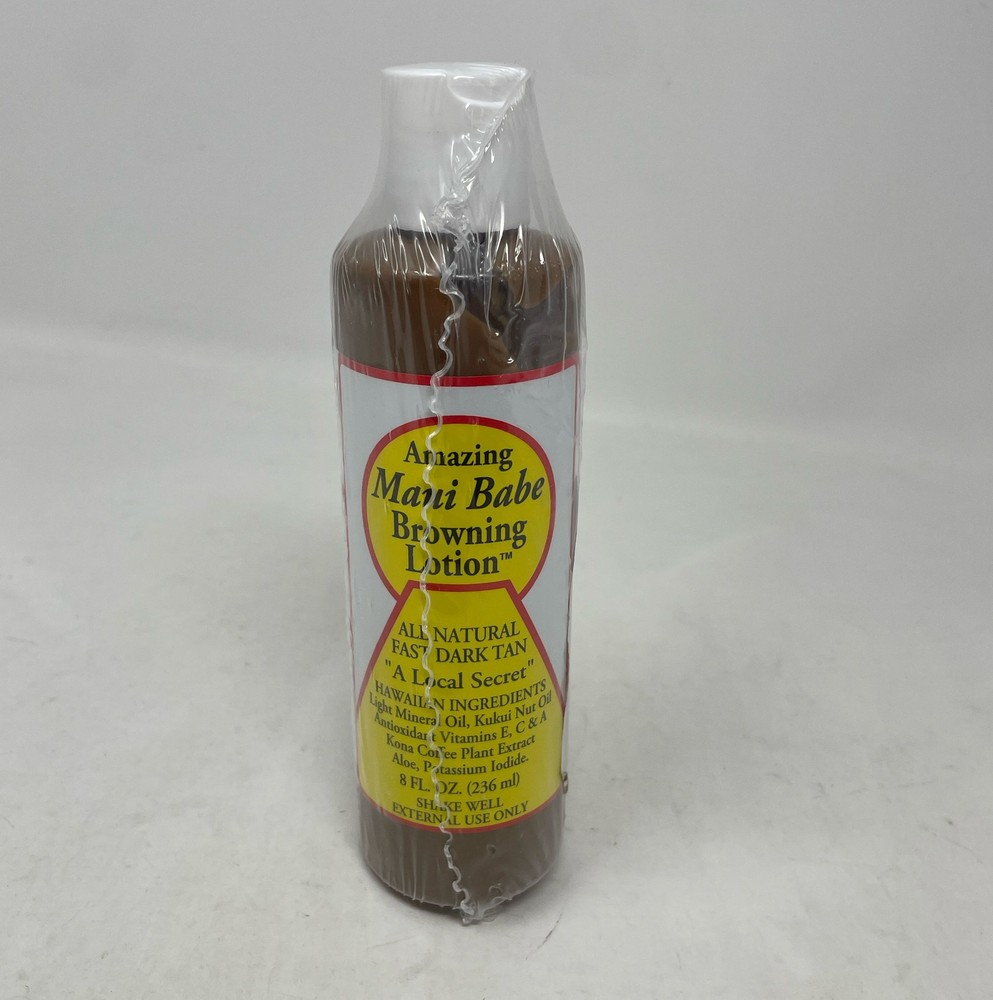 Amazing
Maui Babe
Browning
Lotion™
ALL NATURAL
FAST DARK TAN
"A Local Secret"
HAWAIIAN INGREDIENTS
Light Mineral Oil, Kukui Nut Oil
Antioxidant Vitamins E, C & A
Kona Coffee Plant Extract
Aloe, Potassium Iodide.
8 FL. OZ. (236 ml)
SHAKE WELL
EXTERNAL USE ONLY